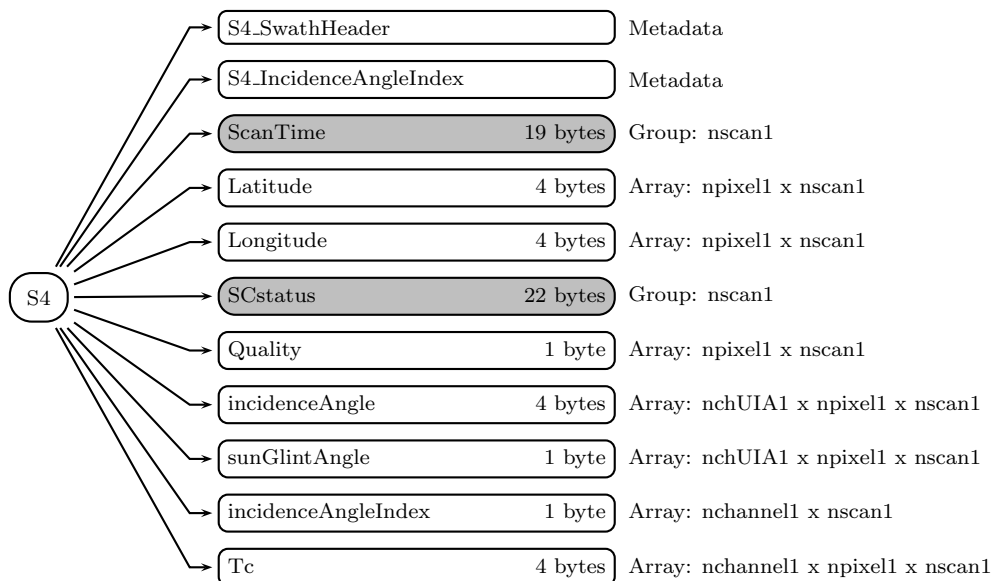 S4_SwathHeader Metadata
S4_IncidenceAngleIndex Metadata
ScanTime 19 bytes Group: nscan1
Latitude 4 bytes Array: npixel1 x nscan1
Longitude 4 bytes Array: npixel1 x nscan1
S4
SCstatus 22 bytes Group: nscan1
Quality 1 byte Array: npixel1 x nscan1
incidenceAngle 4 bytes Array: nchUIA1 x npixel1 x nscan1
sunGlintAngle 1 byte Array: nchUIA1 x npixel1 x nscan1
incidenceAngleIndex 1 byte Array: nchannel1 x nscan1
Tc 4 bytes Array: nchannel1 x npixel1 x nscan1